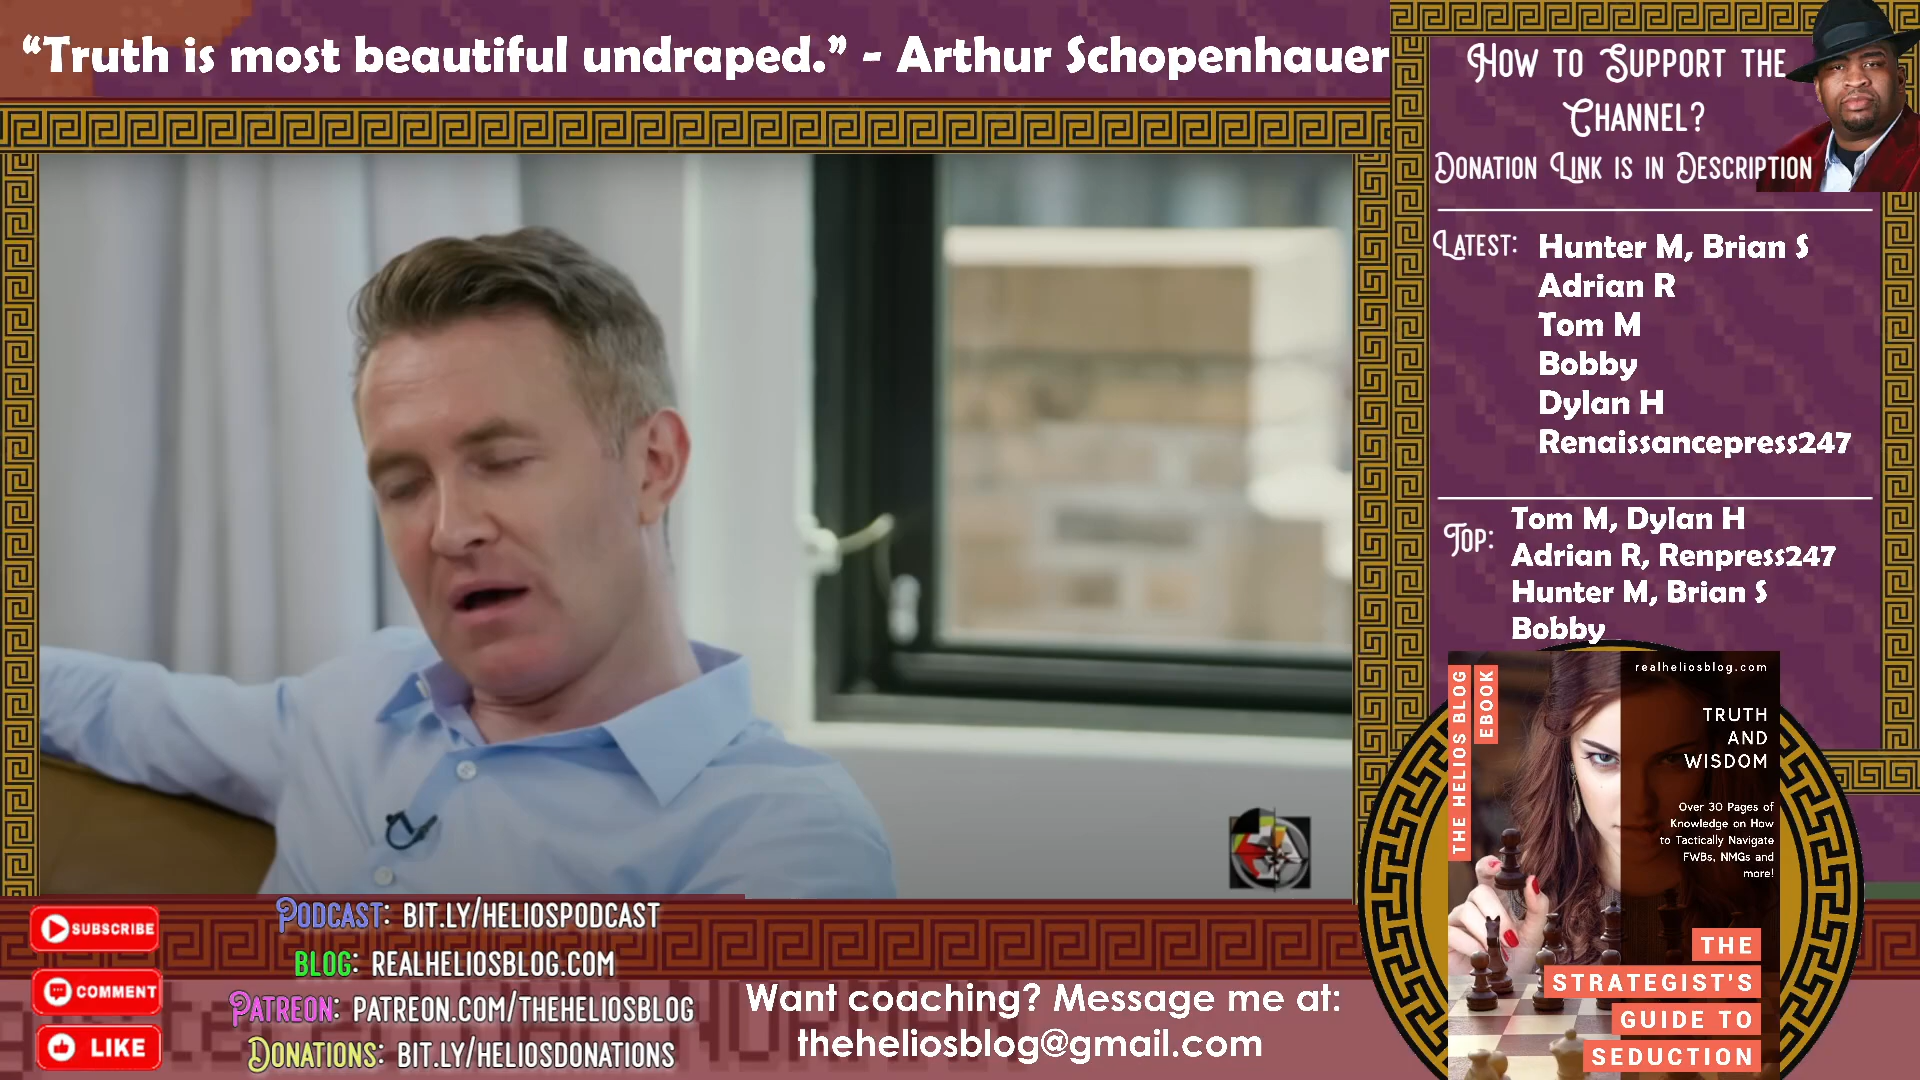 “Truth is most beautiful undraped.” - Arthur Schopenhauer
How to Support the
Channel?
Donation Link is in Description
Latest: Hunter M, Brian S
Adrian R
Tom M
Bobby
Dylan H
Renaissancepress247
Top: Tom M, Dylan H
Adrian R, Renpress247
Hunter M, Brian S
Bobby
THE HELIOS BLOG
EBOOK
realheliosblog.com
TRUTH
AND
WISDOM
Over 30 Pages of
Knowledge on How
to Tactically Navigate
FWBs, NMGs and
more!
THE
STRATEGIST'S
GUIDE TO
SEDUCTION
SUBSCRIBE
COMMENT
LIKE
Podcast: bit.ly/heliospodcast
Blog: realheliosblog.com
Patreon: patreon.com/theheliosblog
Donations: bit.ly/heliosdonations
Want coaching? Message me at:
theheliosblog@gmail.com